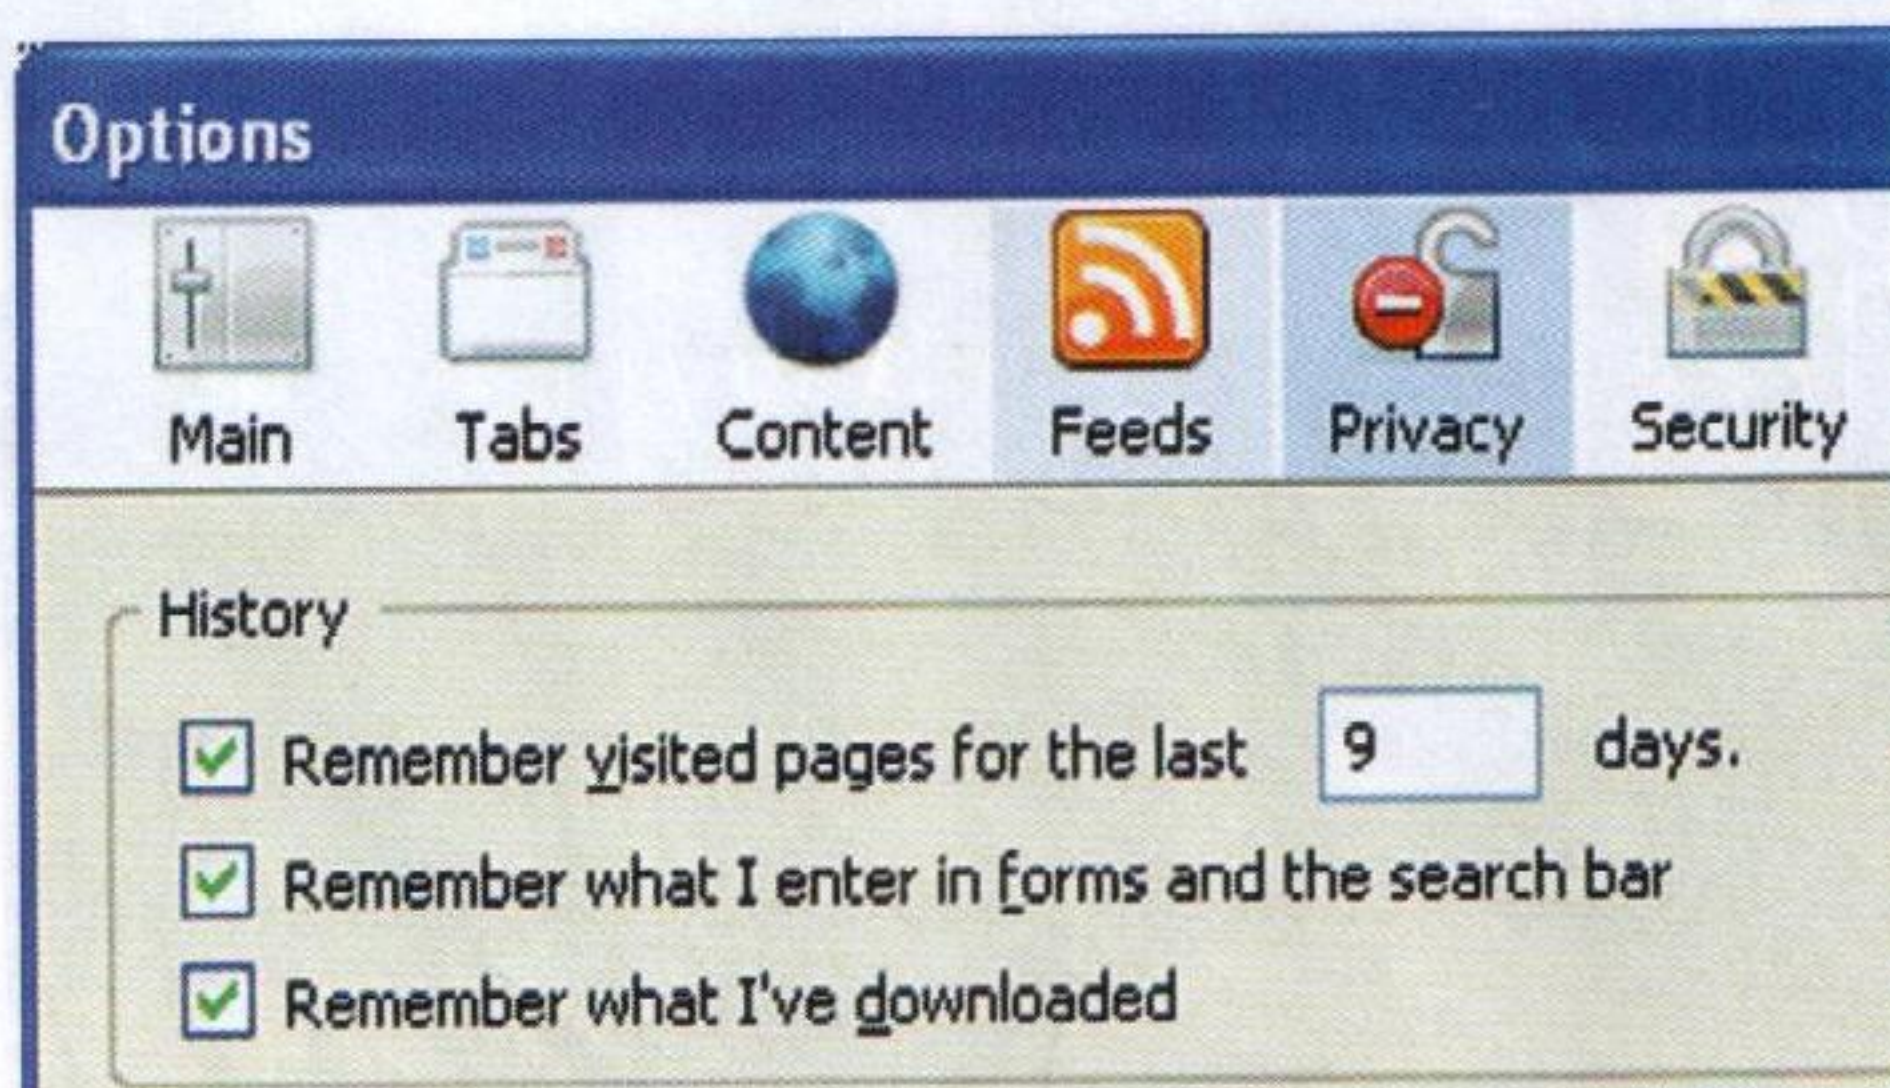 Options
Main Tabs Content Feeds Privacy Security
History
Remember visited pages for the last 9 days.
Remember what I enter in forms and the search bar
Remember what I've downloaded